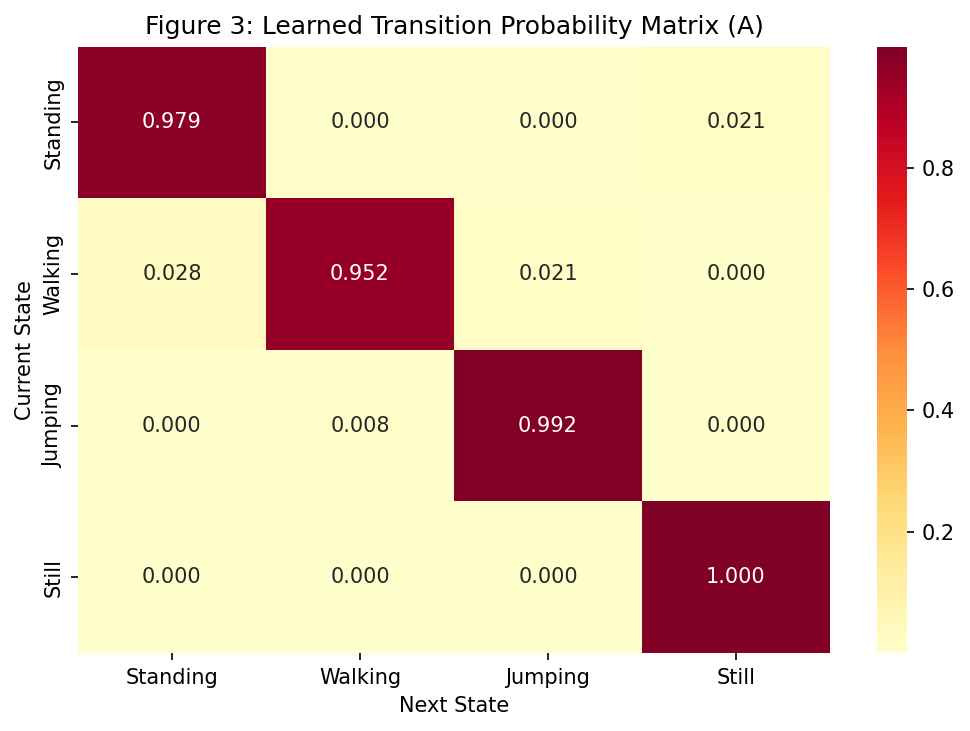 Figure 3: Learned Transition Probability Matrix (A)
Current State
Standing
0.979 0.000 0.000 0.021
Walking
0.028 0.952 0.021 0.000
Jumping
0.000 0.008 0.992 0.000
Still
0.000 0.000 0.000 1.000
Standing Walking Jumping Still
Next State
0.8
0.6
0.4
0.2